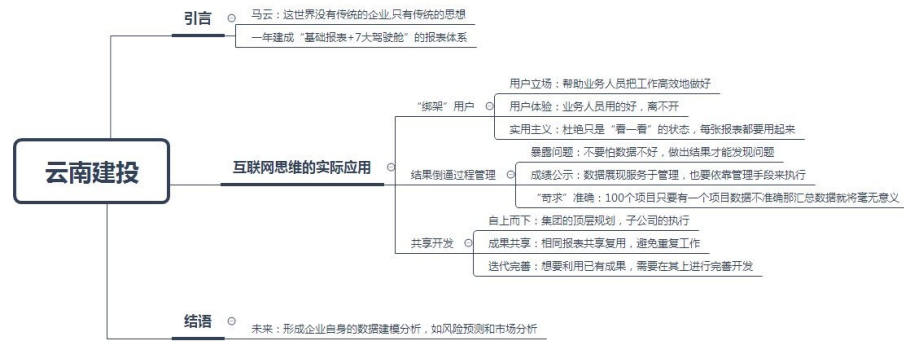 云南建投
引言
马云：这世界没有传统的企业,只有传统的思想
一年建成“基础报表+7大驾驶舱”的报表体系
互联网思维的实际应用
“绑架”用户
用户立场：帮助业务人员把工作高效地做好
用户体验：业务人员用的好，离不开
实用主义：杜绝只是“看一看”的状态，每张报表都要用起来
结果倒逼过程管理
暴露问题：不要怕数据不好，做出结果才能发现问题
成绩公示：数据展现服务于管理，也要依靠管理手段来执行
“苛求”准确：100个项目只要有一个项目数据不准确那汇总数据就将毫无意义
共享开发
自上而下：集团的顶层规划，子公司的执行
成果共享：相同报表共享复用，避免重复工作
迭代完善：想要利用已有成果，需要在其上进行完善开发
结语
未来：形成企业自身的数据建模分析，如风险预测和市场分析